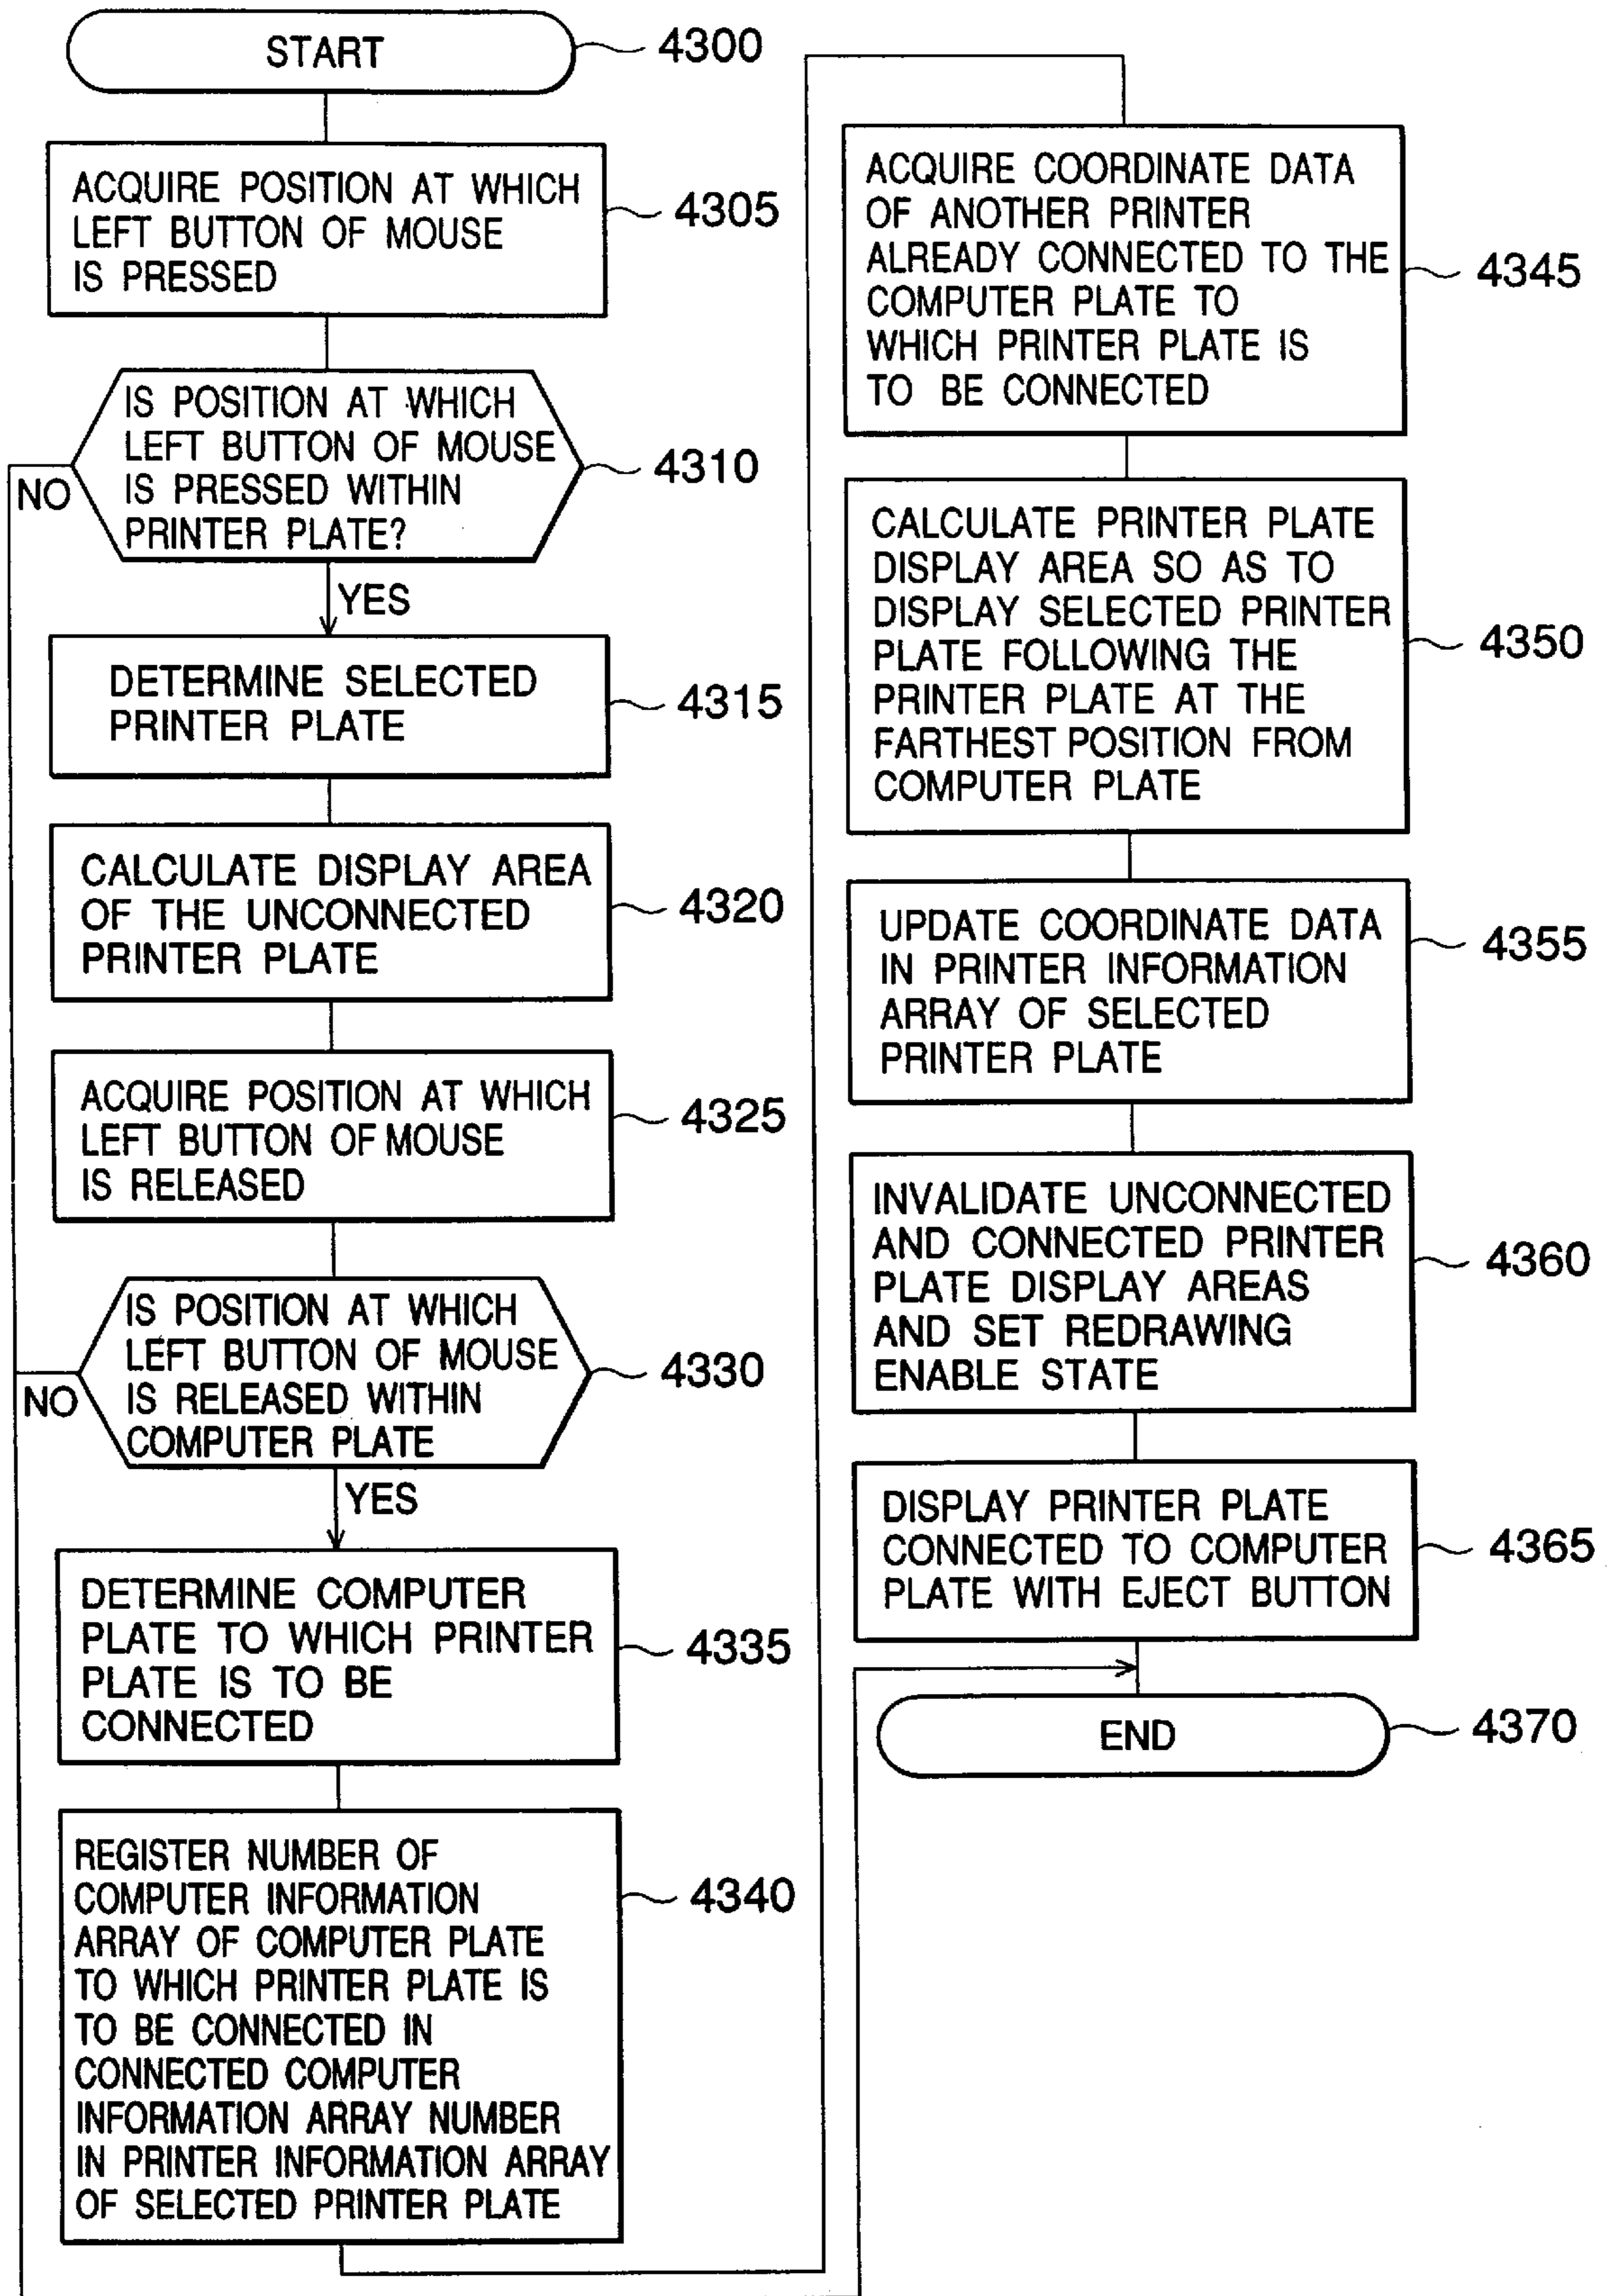 START
4300
ACQUIRE POSITION AT WHICH
LEFT BUTTON OF MOUSE
IS PRESSED
4305
IS POSITION AT WHICH
LEFT BUTTON OF MOUSE
IS PRESSED WITHIN
PRINTER PLATE?
4310
NO
YES
DETERMINE SELECTED
PRINTER PLATE
4315
CALCULATE DISPLAY AREA
OF THE UNCONNECTED
PRINTER PLATE
4320
ACQUIRE POSITION AT WHICH
LEFT BUTTON OF MOUSE
IS RELEASED
4325
IS POSITION AT WHICH
LEFT BUTTON OF MOUSE
IS RELEASED WITHIN
COMPUTER PLATE
4330
NO
YES
DETERMINE COMPUTER
PLATE TO WHICH PRINTER
PLATE IS TO BE
CONNECTED
4335
REGISTER NUMBER OF
COMPUTER INFORMATION
ARRAY OF COMPUTER PLATE
TO WHICH PRINTER PLATE IS
TO BE CONNECTED IN
CONNECTED COMPUTER
INFORMATION ARRAY NUMBER
IN PRINTER INFORMATION ARRAY
OF SELECTED PRINTER PLATE
4340
ACQUIRE COORDINATE DATA
OF ANOTHER PRINTER
ALREADY CONNECTED TO THE
COMPUTER PLATE TO
WHICH PRINTER PLATE IS
TO BE CONNECTED
4345
CALCULATE PRINTER PLATE
DISPLAY AREA SO AS TO
DISPLAY SELECTED PRINTER
PLATE FOLLOWING THE
PRINTER PLATE AT THE
FARTHEST POSITION FROM
COMPUTER PLATE
4350
UPDATE COORDINATE DATA
IN PRINTER INFORMATION
ARRAY OF SELECTED
PRINTER PLATE
4355
INVALIDATE UNCONNECTED
AND CONNECTED PRINTER
PLATE DISPLAY AREAS
AND SET REDRAWING
ENABLE STATE
4360
DISPLAY PRINTER PLATE
CONNECTED TO COMPUTER
PLATE WITH EJECT BUTTON
4365
END
4370